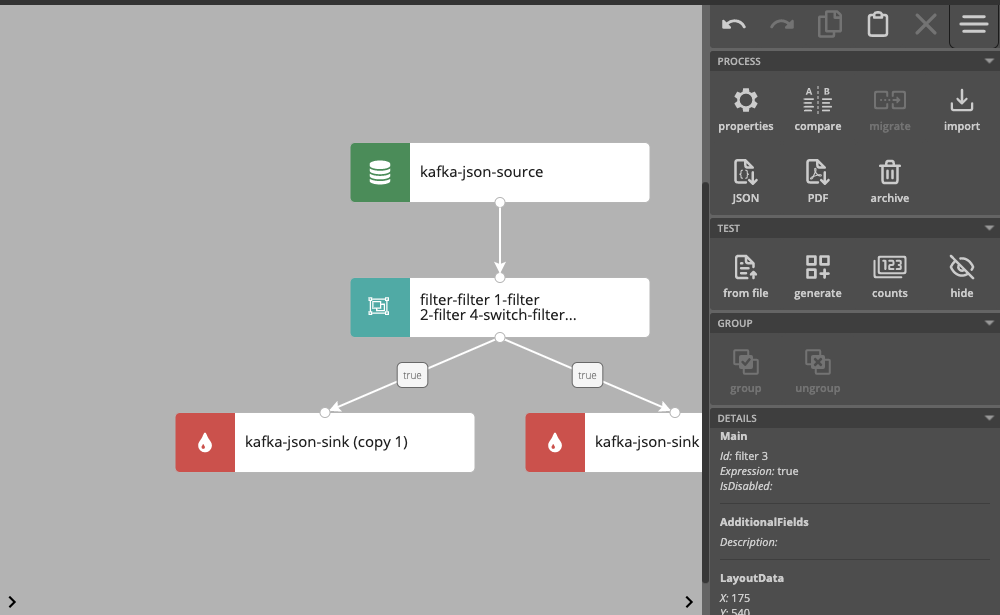 kafka-json-source
filter-filter 1-filter
2-filter 4-switch-filter...
true
true
kafka-json-sink (copy 1)
kafka-json-sink
PROCESS
A B
properties
compare
migrate
import
JSON
PDF
archive
TEST
123
from file
generate
counts
hide
GROUP
group
ungroup
DETAILS
Main
Id: filter 3
Expression: true
IsDisabled:
AdditionalFields
Description:
LayoutData
X: 175
Y: 540